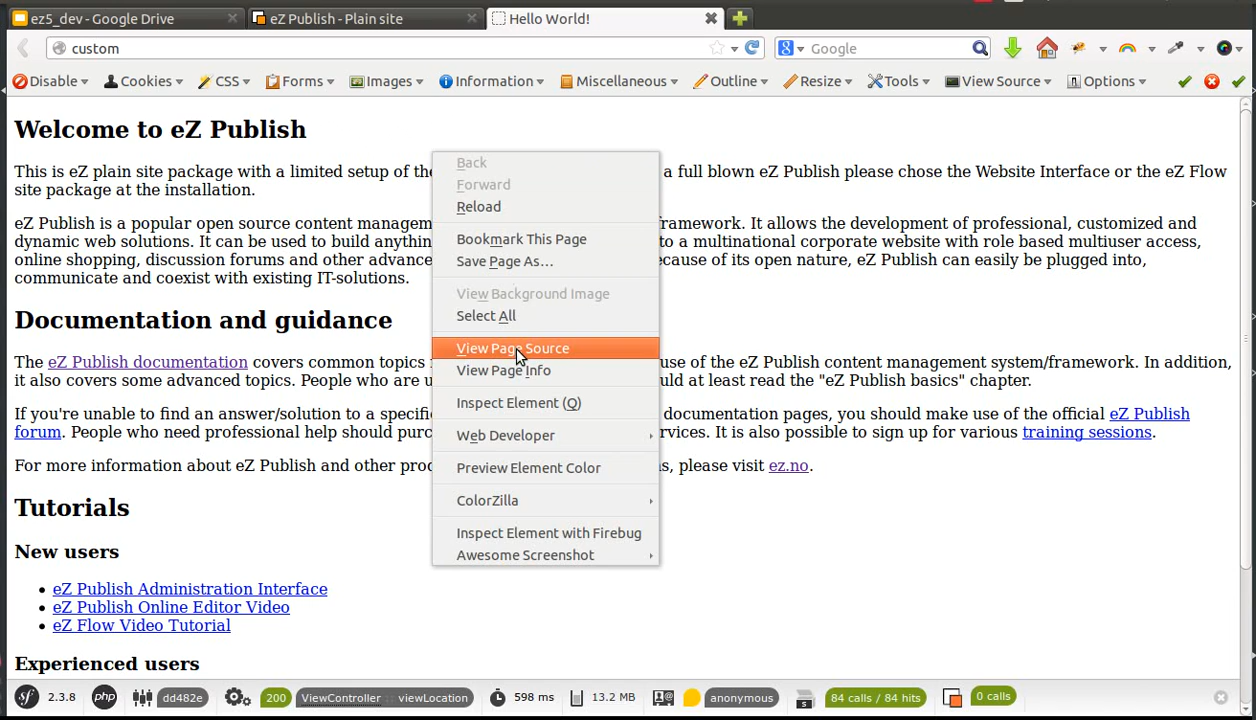 ez5_dev - Google Drive
eZ Publish - Plain site
Hello World!
custom
Google
Disable
Cookies
CSS
Forms
Images
Information
Miscellaneous
Outline
Resize
Tools
View Source
Options
Welcome to eZ Publish
This is eZ plain site package with a limited setup of the a full blown eZ Publish please chose the Website Interface or the eZ Flow
site package at the installation.
eZ Publish is a popular open source content managem ramework. It allows the development of professional, customized and
dynamic web solutions. It can be used to build anythin to a multinational corporate website with role based multiuser access,
online shopping, discussion forums and other advance ecause of its open nature, eZ Publish can easily be plugged into,
communicate and coexist with existing IT-solutions.
Documentation and guidance
The eZ Publish documentation covers common topics use of the eZ Publish content management system/framework. In addition,
it also covers some advanced topics. People who are u uld at least read the "eZ Publish basics" chapter.
If you're unable to find an answer/solution to a specifi documentation pages, you should make use of the official eZ Publish
forum. People who need professional help should purc rvices. It is also possible to sign up for various training sessions.
For more information about eZ Publish and other proc s, please visit ez.no.
Tutorials
New users
eZ Publish Administration Interface
eZ Publish Online Editor Video
eZ Flow Video Tutorial
Experienced users
Back
Forward
Reload
Bookmark This Page
Save Page As...
View Background Image
Select All
View Page Source
View Page Info
Inspect Element (Q)
Web Developer
Preview Element Color
ColorZilla
Inspect Element with Firebug
Awesome Screenshot
sf 2.3.8 php dd482e 200 ViewController :: viewLocation 598 ms 13.2 MB anonymous 84 calls / 84 hits 0 calls